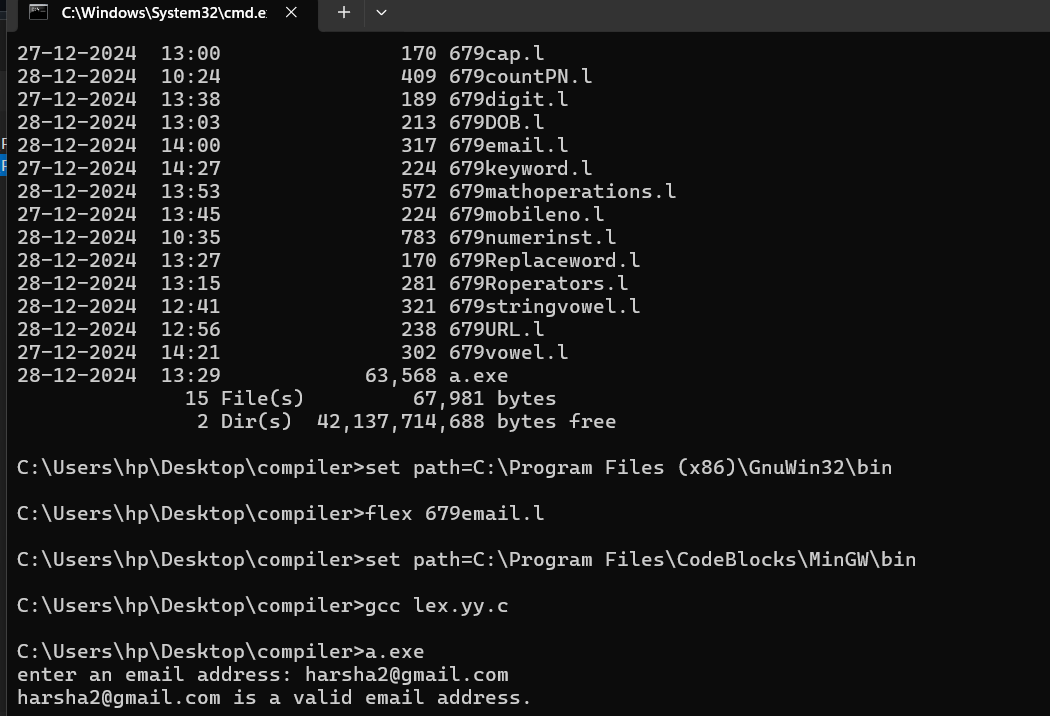 C:\Windows\System32\cmd.e
27-12-2024  13:00               170 679cap.l
28-12-2024  10:24               409 679countPN.l
27-12-2024  13:38               189 679digit.l
28-12-2024  13:03               213 679DOB.l
28-12-2024  14:00               317 679email.l
27-12-2024  14:27               224 679keyword.l
28-12-2024  13:53               572 679mathoperations.l
27-12-2024  13:45               224 679mobileno.l
28-12-2024  10:35               783 679numerinst.l
28-12-2024  13:27               170 679Replaceword.l
28-12-2024  13:15               281 679Roperators.l
28-12-2024  12:41               321 679stringvowel.l
28-12-2024  12:56               238 679URL.l
27-12-2024  14:21               302 679vowel.l
28-12-2024  13:29            63,568 a.exe
              15 File(s)         67,981 bytes
               2 Dir(s)  42,137,714,688 bytes free
C:\Users\hp\Desktop\compiler>set path=C:\Program Files (x86)\GnuWin32\bin
C:\Users\hp\Desktop\compiler>flex 679email.l
C:\Users\hp\Desktop\compiler>set path=C:\Program Files\CodeBlocks\MinGW\bin
C:\Users\hp\Desktop\compiler>gcc lex.yy.c
C:\Users\hp\Desktop\compiler>a.exe
enter an email address: harsha2@gmail.com
harsha2@gmail.com is a valid email address.